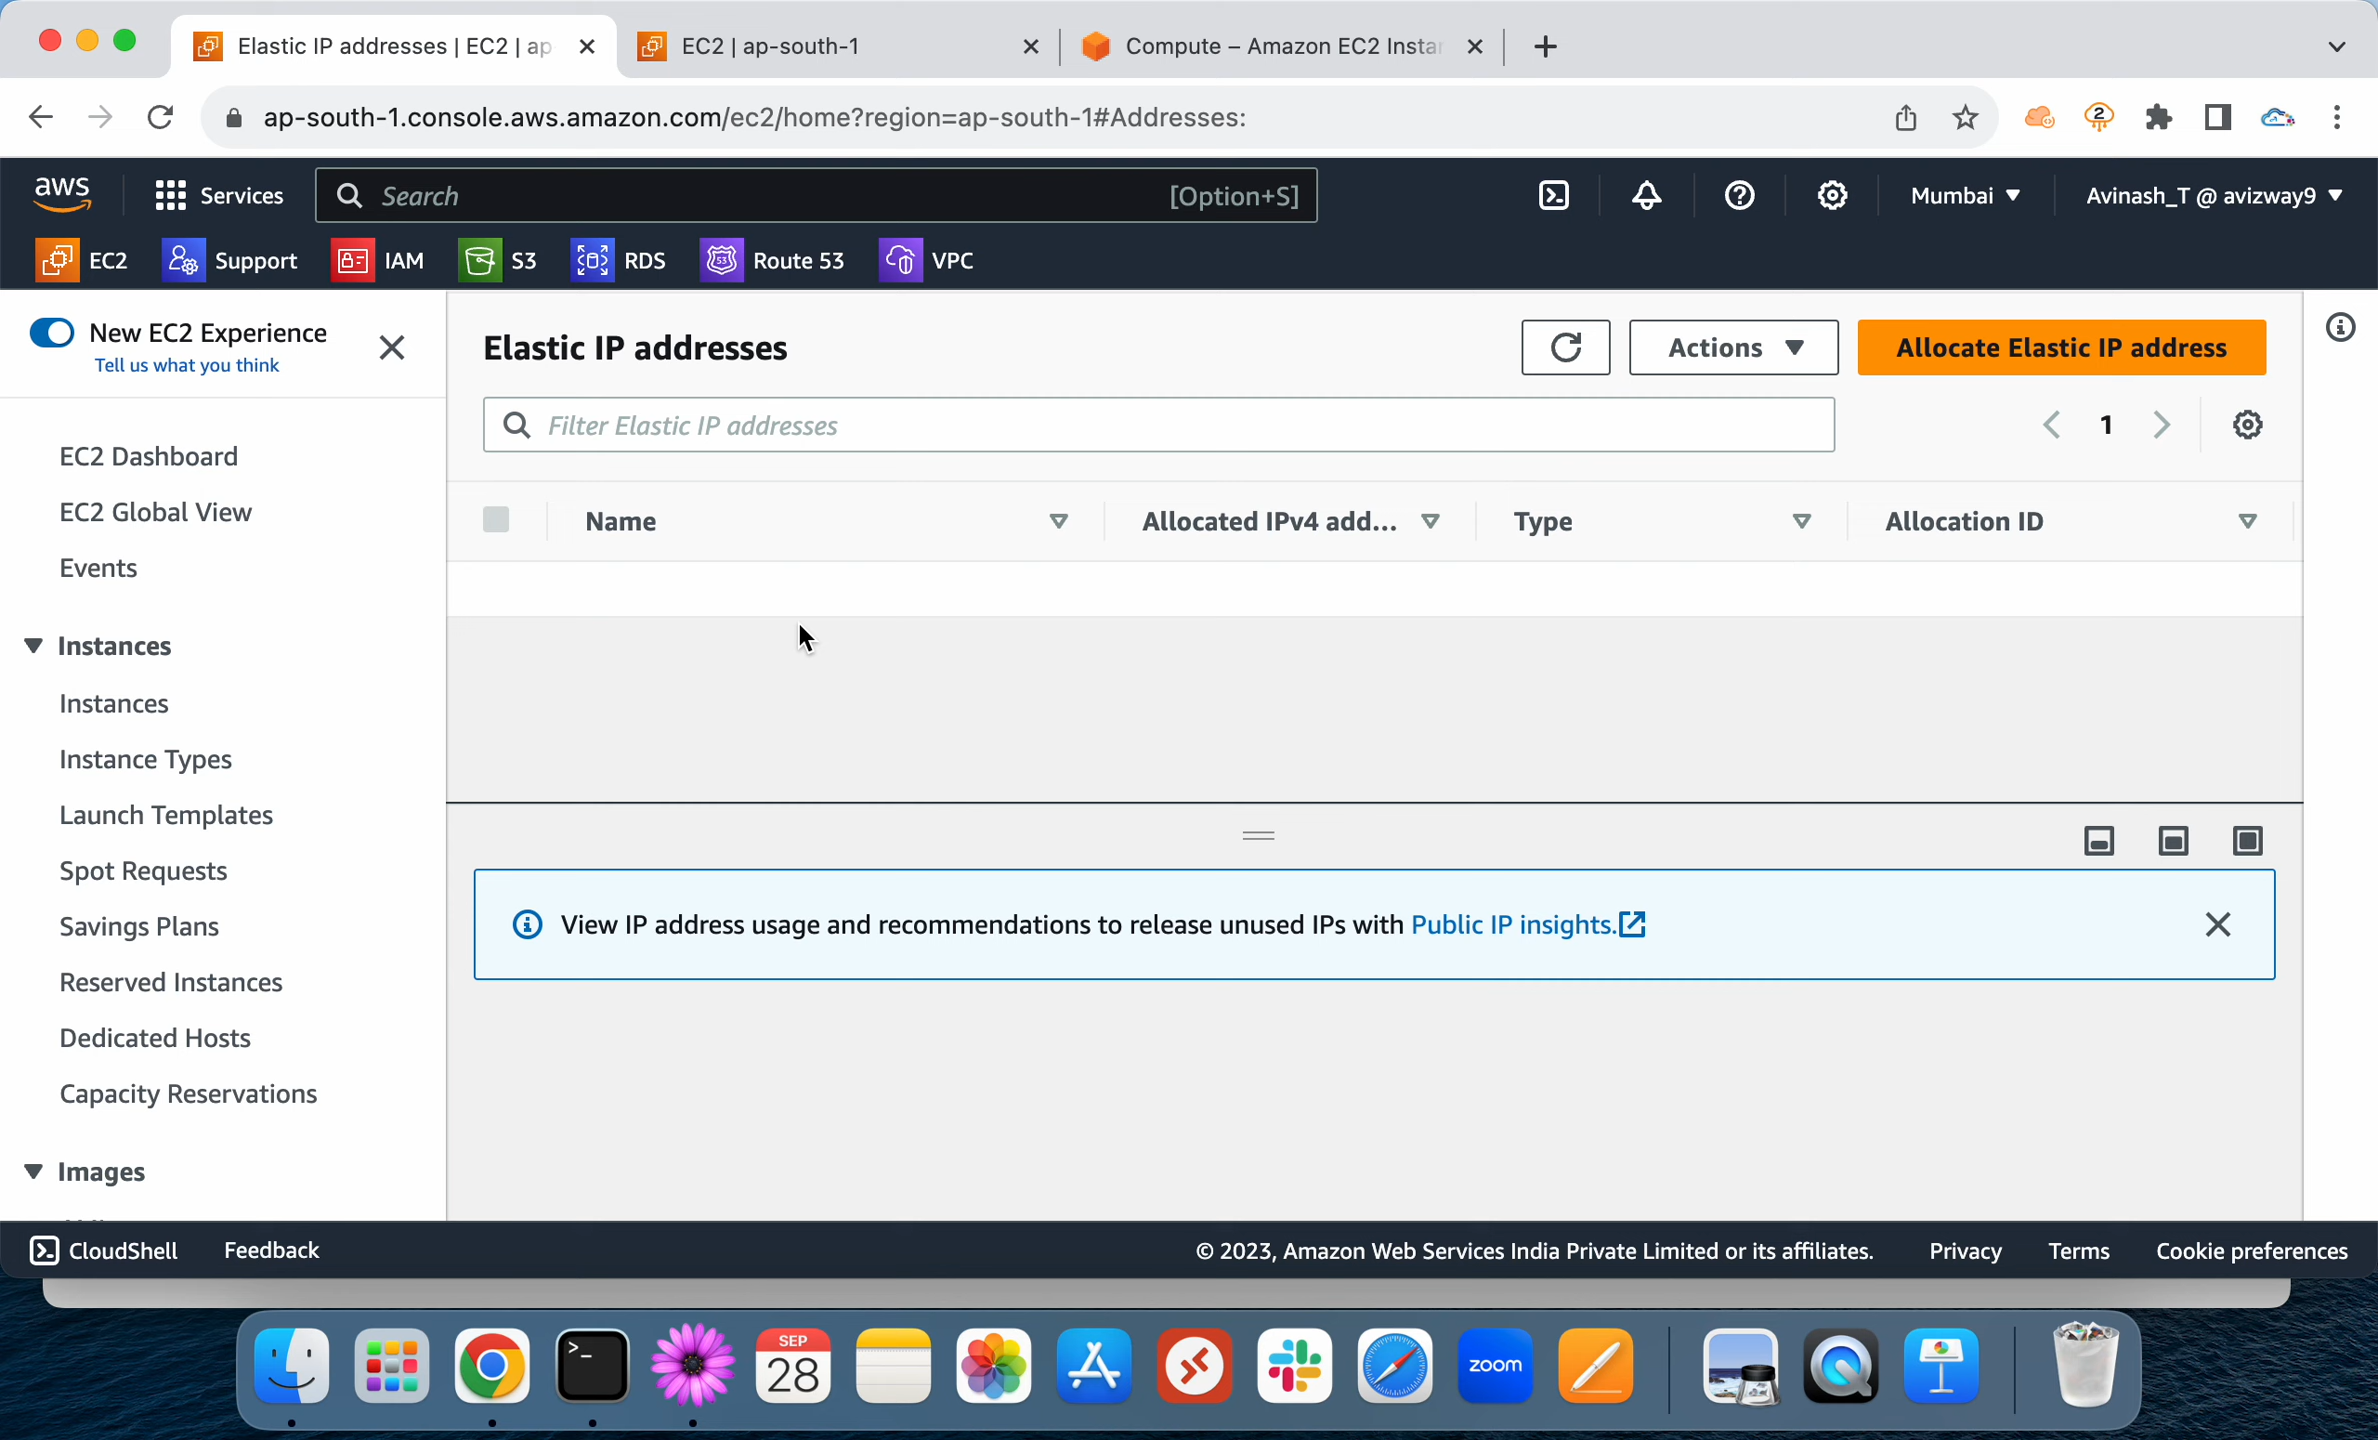 Elastic IP addresses | EC2 | ap
EC2 | ap-south-1
Compute – Amazon EC2 Insta
ap-south-1.console.aws.amazon.com/ec2/home?region=ap-south-1#Addresses:
2
aws
Services
Search
[Option+S]
Mumbai
Avinash_T @ avizway9
EC2
Support
IAM
S3
RDS
53
Route 53
VPC
New EC2 Experience
Tell us what you think
Elastic IP addresses
Actions
Allocate Elastic IP address
Filter Elastic IP addresses
1
Name
Allocated IPv4 add...
Type
Allocation ID
EC2 Dashboard
EC2 Global View
Events
Instances
Instances
Instance Types
Launch Templates
Spot Requests
Savings Plans
Reserved Instances
Dedicated Hosts
Capacity Reservations
Images
View IP address usage and recommendations to release unused IPs with Public IP insights.
CloudShell
Feedback
© 2023, Amazon Web Services India Private Limited or its affiliates.
Privacy
Terms
Cookie preferences
SEP
28
zoom